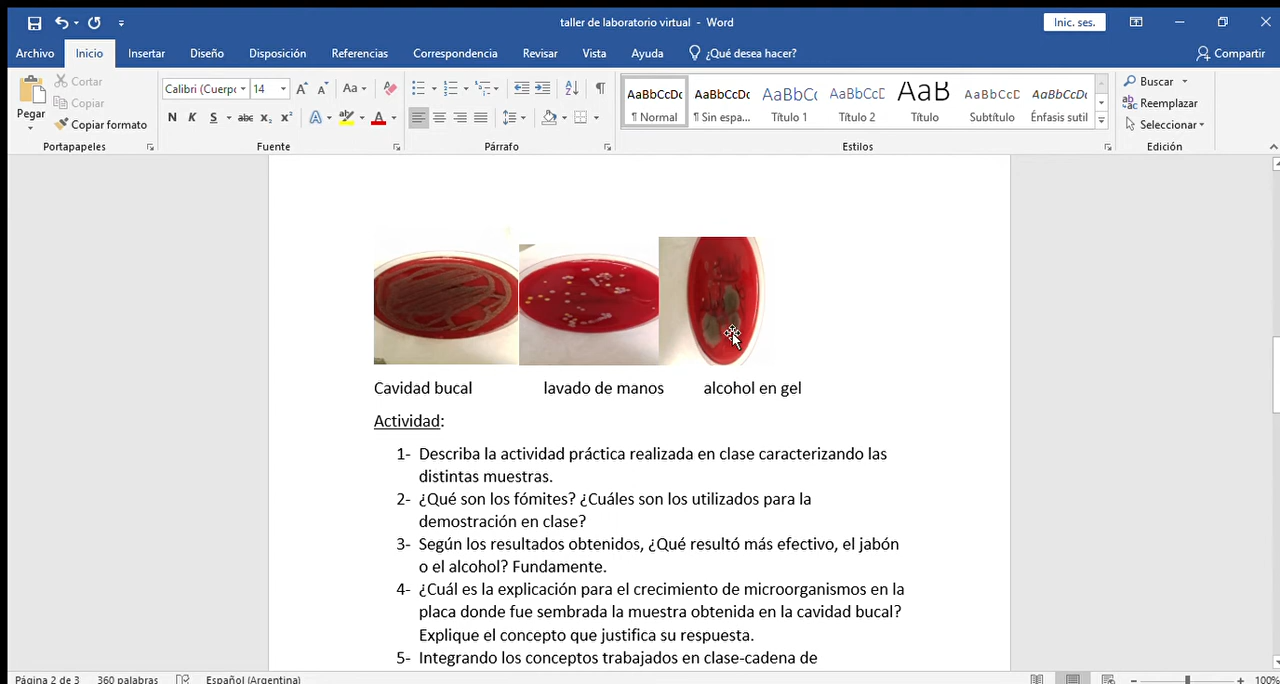 taller de laboratorio virtual - Word
Inic. ses.
Archivo Inicio Insertar Diseño Disposición Referencias Correspondencia Revisar Vista Ayuda ¿Qué desea hacer? Compartir
Pegar
Cortar
Copiar
Copiar formato
Portapapeles
Calibri (Cuerpo 14
N K S abc x₂ x²
Aa
Fuente
Párrafo
AaBbCcDc AaBbCcDc AaBbCc AaBbCcD AaB AaBbCcD AaBbCcDc
¶ Normal ¶ Sin espa... Título 1 Título 2 Título Subtítulo Énfasis sutil
Estilos
Buscar
Reemplazar
Seleccionar
Edición
Cavidad bucal lavado de manos alcohol en gel
Actividad:
1- Describa la actividad práctica realizada en clase caracterizando las
distintas muestras.
2- ¿Qué son los fómites? ¿Cuáles son los utilizados para la
demostración en clase?
3- Según los resultados obtenidos, ¿Qué resultó más efectivo, el jabón
o el alcohol? Fundamente.
4- ¿Cuál es la explicación para el crecimiento de microorganismos en la
placa donde fue sembrada la muestra obtenida en la cavidad bucal?
Explique el concepto que justifica su respuesta.
5- Integrando los conceptos trabajados en clase-cadena de
Página 2 de 3 360 palabras Español (Argentina) 100%